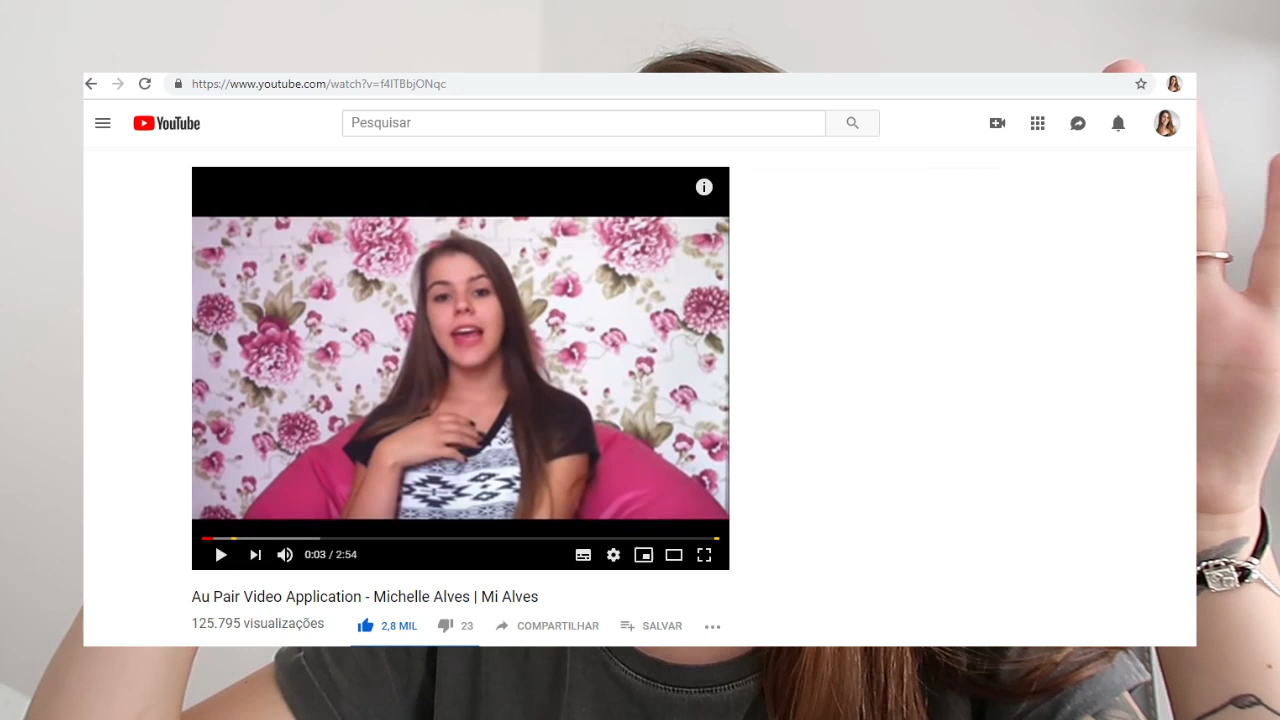 https://www.youtube.com/watch?v=f4lTBbjONqc
YouTube
Pesquisar
0:03 / 2:54
Au Pair Video Application - Michelle Alves | Mi Alves
125.795 visualizações
2,8 MIL
23
COMPARTILHAR
SALVAR